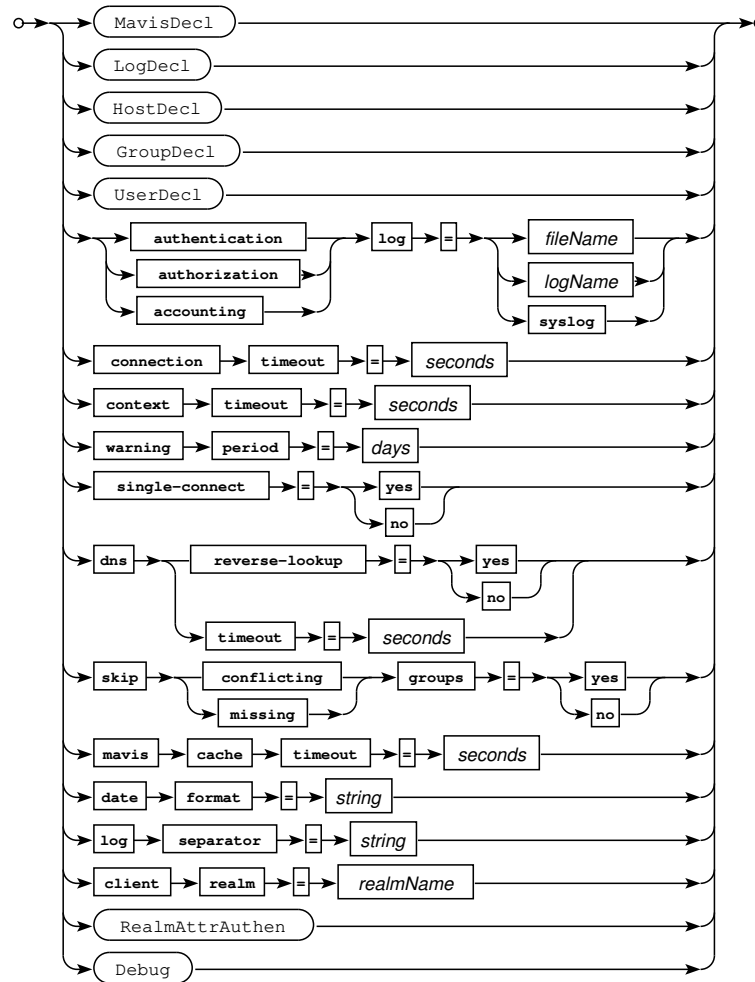 MavisDecl
LogDecl
HostDecl
GroupDecl
UserDecl
authentication log = fileName
authorization logName
accounting syslog
connection timeout = seconds
context timeout = seconds
warning period = days
single-connect = yes
no
dns reverse-lookup = yes
no
timeout = seconds
skip conflicting groups = yes
missing no
mavis cache timeout = seconds
date format = string
log separator = string
client realm = realmName
RealmAttrAuthen
Debug